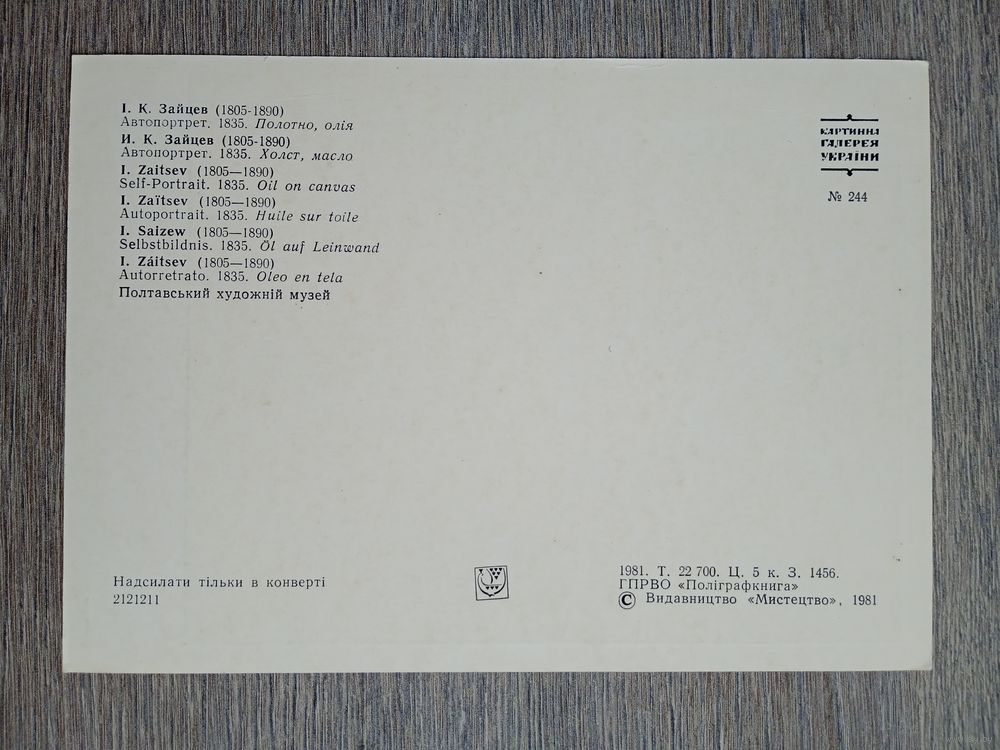 І. К. Зайцев (1805-1890)
Автопортрет. 1835. Полотно, олія
И. К. Зайцев (1805-1890)
Автопортрет. 1835. Холст, масло
I. Zaitsev (1805—1890)
Self-Portrait. 1835. Oil on canvas
I. Zaïtsev (1805—1890)
Autoportrait. 1835. Huile sur toile
I. Saizew (1805—1890)
Selbstbildnis. 1835. Öl auf Leinwand
I. Záitsev (1805—1890)
Autorretrato. 1835. Oleo en tela
Полтавський художній музей
КАРТИННА
ГАЛЕРЕЯ
УКРАЇНИ
№ 244
Надсилати тільки в конверті
2121211
1981. Т. 22 700. Ц. 5 к. З. 1456.
ГПРВО «Поліграфкнига»
© Видавництво «Мистецтво», 1981